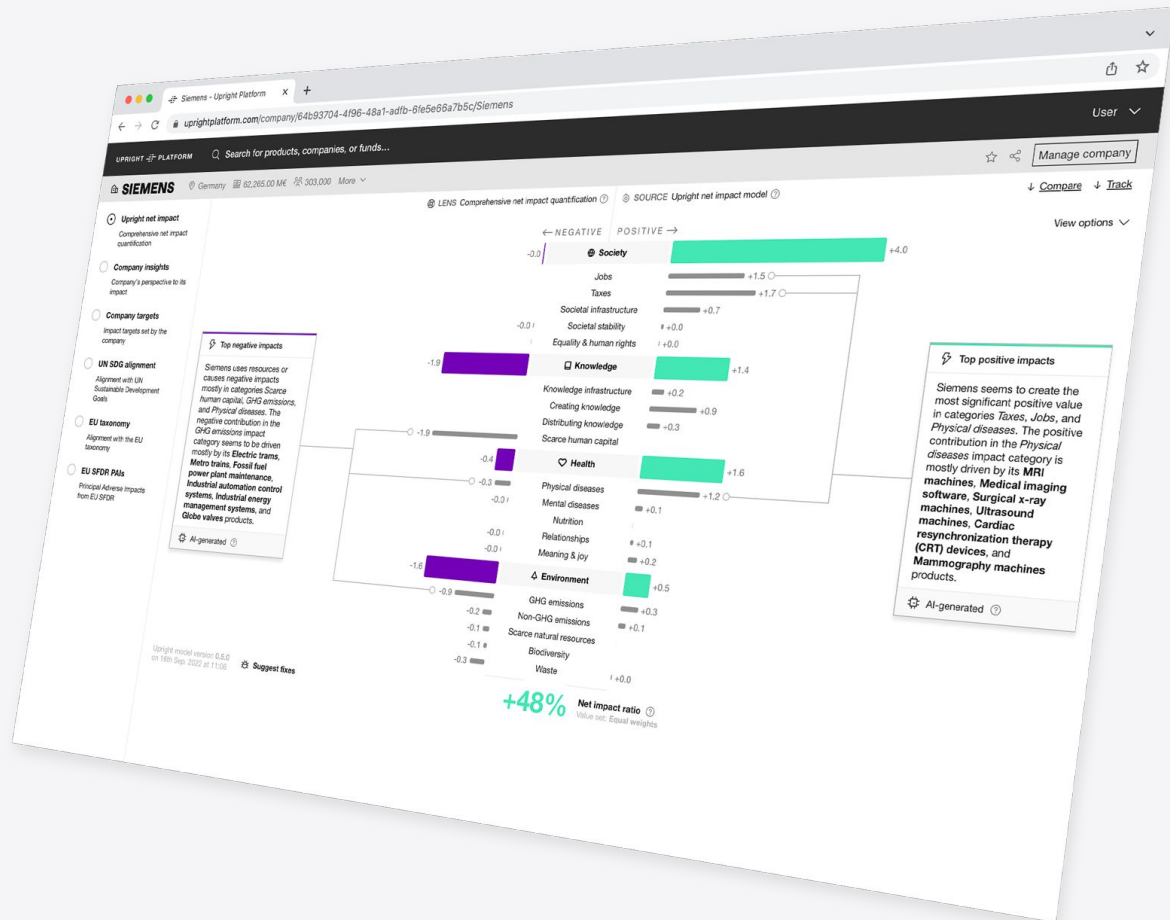 Siemens - Upright Platform
uprightplatform.com/company/64b93704-4f96-48a1-adfb-6fe5e66a7b5c/Siemens
UPRIGHT PLATFORM
Search for products, companies, or funds...
User
SIEMENS
Germany
62,265.00 M€
303,000
More
Manage company
Compare
Track
View options
Upright net impact
Comprehensive net impact
quantification
Company insights
Company's perspective to its
impact
Company targets
Impact targets set by the
company
UN SDG alignment
Alignment with UN
Sustainable Development
Goals
EU taxonomy
Alignment with the EU
taxonomy
EU SFDR PAIs
Principal Adverse Impacts
from EU SFDR
LENS Comprehensive net impact quantification
SOURCE Upright net impact model
← NEGATIVE
POSITIVE →
-0.0 Society +4.0
Jobs +1.5
Taxes +1.7
Societal infrastructure +0.7
-0.0 Societal stability +0.0
Equality & human rights +0.0
-1.9 Knowledge +1.4
Knowledge infrastructure +0.2
Creating knowledge +0.9
Distributing knowledge +0.3
-1.9 Scarce human capital
-0.4 Health +1.6
-0.3 Physical diseases +1.2
-0.0 Mental diseases +0.1
Nutrition
-0.0 Relationships +0.1
-0.0 Meaning & joy +0.2
-1.6 Environment +0.5
-0.9 GHG emissions +0.3
-0.2 Non-GHG emissions +0.1
-0.1 Scarce natural resources
-0.1 Biodiversity
-0.3 Waste +0.0
+48%
Net impact ratio
Value set: Equal weights
Top negative impacts
Siemens uses resources or
causes negative impacts
mostly in categories Scarce
human capital, GHG emissions,
and Physical diseases. The
negative contribution in the
GHG emissions impact
category seems to be driven
mostly by its Electric trams,
Metro trains, Fossil fuel
power plant maintenance,
Industrial automation control
systems, Industrial energy
management systems, and
Globe valves products.
AI-generated
Top positive impacts
Siemens seems to create the
most significant positive value
in categories Taxes, Jobs, and
Physical diseases. The positive
contribution in the Physical
diseases impact category is
mostly driven by its MRI
machines, Medical imaging
software, Surgical x-ray
machines, Ultrasound
machines, Cardiac
resynchronization therapy
(CRT) devices, and
Mammography machines
products.
AI-generated
Upright model version 0.5.0
on 16th Sep. 2022 at 11:06
Suggest fixes